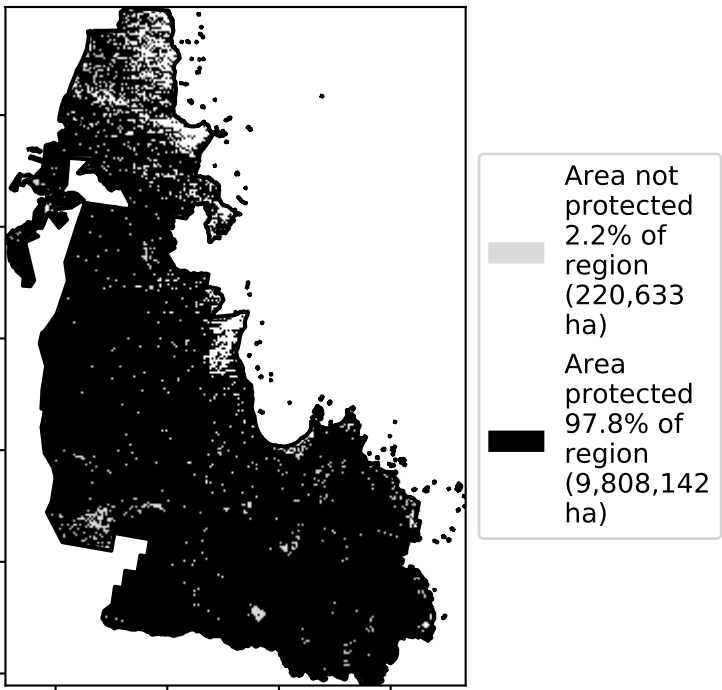 Area not
protected
2.2% of
region
(220,633
ha)
Area
protected
97.8% of
region
(9,808,142
ha)